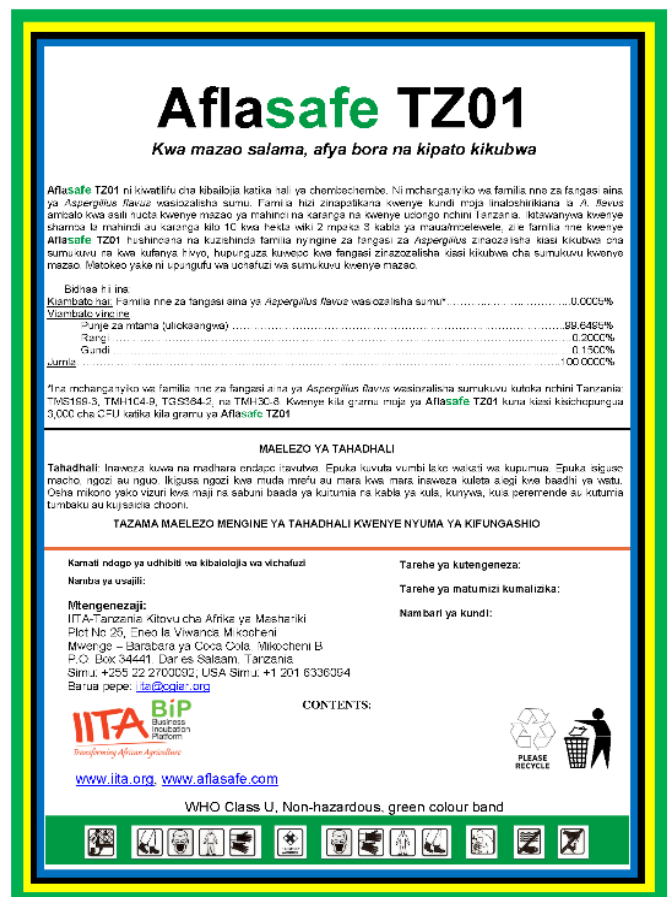 Aflasafe TZ01
Kwa mazao salama, afya bora na kipato kikubwa
Aflasafe TZ01 ni kiwatilifu cha kibailojia katika hali ya chembechembe. Ni mchanganyiko wa familia nne za fangasi aina
ya Aspergillus flavus wasiozalisha sumu. Familia hizi zinapatikana kwenye kundi moja linaloshirikiana la A. flavus
ambalo kwa asili huota kwenye mazao ya mahindi na karanga na kwenye udongo nchini Tanzania. Ikitawanywa kwenye
shamba la mahindi au karanga kilo 10 kwa hekta wiki 2 mpaka 3 kabla ya maua/mbelewele, zile familia nne kwenye
Aflasafe TZ01 hushindana na kuzishinda familia nyingine za fangasi za Aspergillus zinaozalisha kiasi kikubwa cha
sumukuvu na kwa kufanya hivyo, hupunguza kuwepo kwa fangasi zinazozalisha kiasi kikubwa cha sumukuvu kwenye
mazao. Matokeo yake ni upungufu wa uchafuzi wa sumukuvu kwenye mazao.
Bidhaa hii ina:
Kiambato hai: Familia nne za fangasi aina ya Aspergillus flavus wasiozalisha sumu*.....0.0005%
Viambato vingine
Punje za mtama (uliokaangwa) .....99.6495%
Rangi .....0.2000%
Gundi .....0.1500%
Jumla.....100.0000%
*Ina mchanganyiko wa familia nne za fangasi aina ya Aspergillus flavus wasiozalisha sumukuvu kutoka nchini Tanzania:
TMS199-3, TMH104-9, TGS364-2, na TMH30-8. Kwenye kila gramu moja ya Aflasafe TZ01 kuna kiasi kisichopungua
3,000 cha CFU katika kila gramu ya Aflasafe TZ01
MAELEZO YA TAHADHALI
Tahadhali: Inaweza kuwa na madhara endapo itavutwa. Epuka kuvuta vumbi lake wakati wa kupumua. Epuka isiguse
macho, ngozi au nguo. Ikigusa ngozi kwa muda mrefu au mara kwa mara inaweza kuleta alegi kwa baadhi ya watu.
Osha mikono yako vizuri kwa maji na sabuni baada ya kuitumia na kabla ya kula, kunywa, kula peremende au kutumia
tumbaku au kujisaidia chooni.
TAZAMA MAELEZO MENGINE YA TAHADHALI KWENYE NYUMA YA KIFUNGASHIO
Kamati ndogo ya udhibiti wa kibaiolojia wa vichafuzi
Namba ya usajili:
Mtengenezaji:
IITA-Tanzania Kitovu cha Afrika ya Mashariki
Plot No 25, Eneo la Viwanda Mikocheni
Mwenge – Barabara ya Coca Cola, Mikocheni B
P.O. Box 34441, Dar es Salaam, Tanzania
Simu: +255 22 2700092; USA Simu: +1 201 6336094
Barua pepe: iita@cgiar.org
Tarehe ya kutengeneza:
Tarehe ya matumizi kumalizika:
Nambari ya kundi:
CONTENTS:
IITA
Transforming African Agriculture
BiP
Business
Incubation
Platform
PLEASE
RECYCLE
www.iita.org, www.aflasafe.com
WHO Class U, Non-hazardous, green colour band